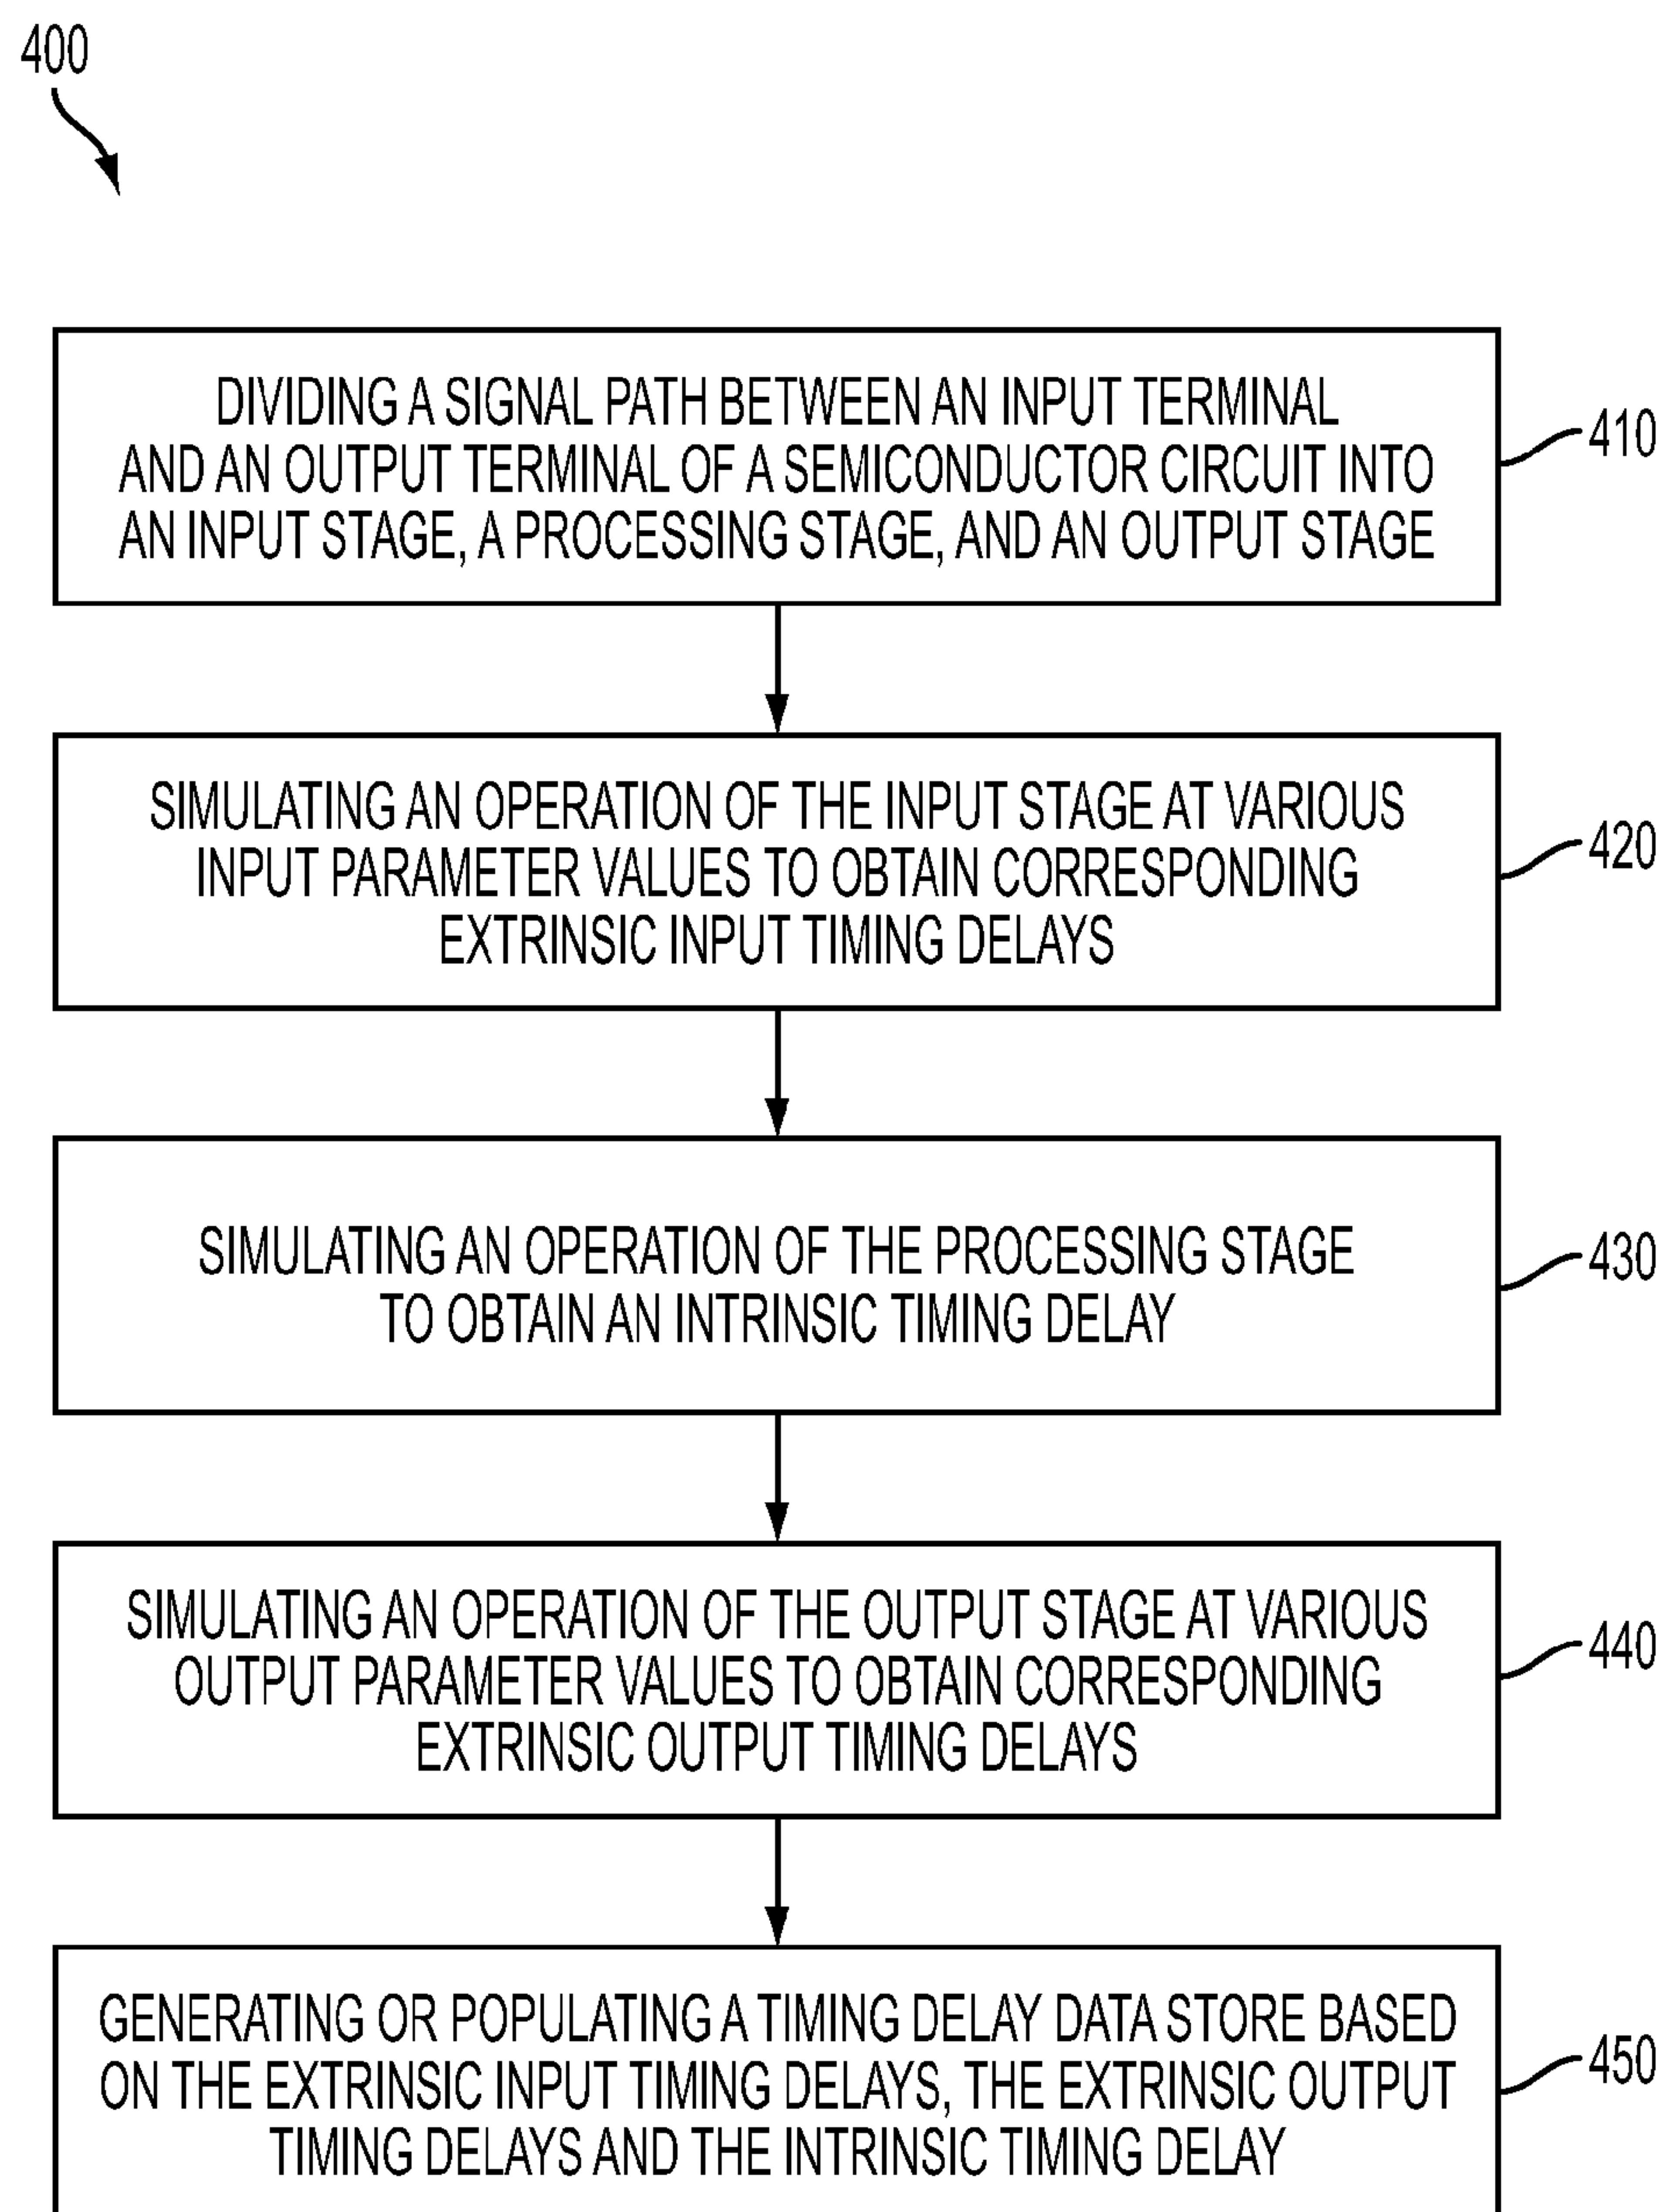 400
DIVIDING A SIGNAL PATH BETWEEN AN INPUT TERMINAL
AND AN OUTPUT TERMINAL OF A SEMICONDUCTOR CIRCUIT INTO
AN INPUT STAGE, A PROCESSING STAGE, AND AN OUTPUT STAGE
410
SIMULATING AN OPERATION OF THE INPUT STAGE AT VARIOUS
INPUT PARAMETER VALUES TO OBTAIN CORRESPONDING
EXTRINSIC INPUT TIMING DELAYS
420
SIMULATING AN OPERATION OF THE PROCESSING STAGE
TO OBTAIN AN INTRINSIC TIMING DELAY
430
SIMULATING AN OPERATION OF THE OUTPUT STAGE AT VARIOUS
OUTPUT PARAMETER VALUES TO OBTAIN CORRESPONDING
EXTRINSIC OUTPUT TIMING DELAYS
440
GENERATING OR POPULATING A TIMING DELAY DATA STORE BASED
ON THE EXTRINSIC INPUT TIMING DELAYS, THE EXTRINSIC OUTPUT
TIMING DELAYS AND THE INTRINSIC TIMING DELAY
450